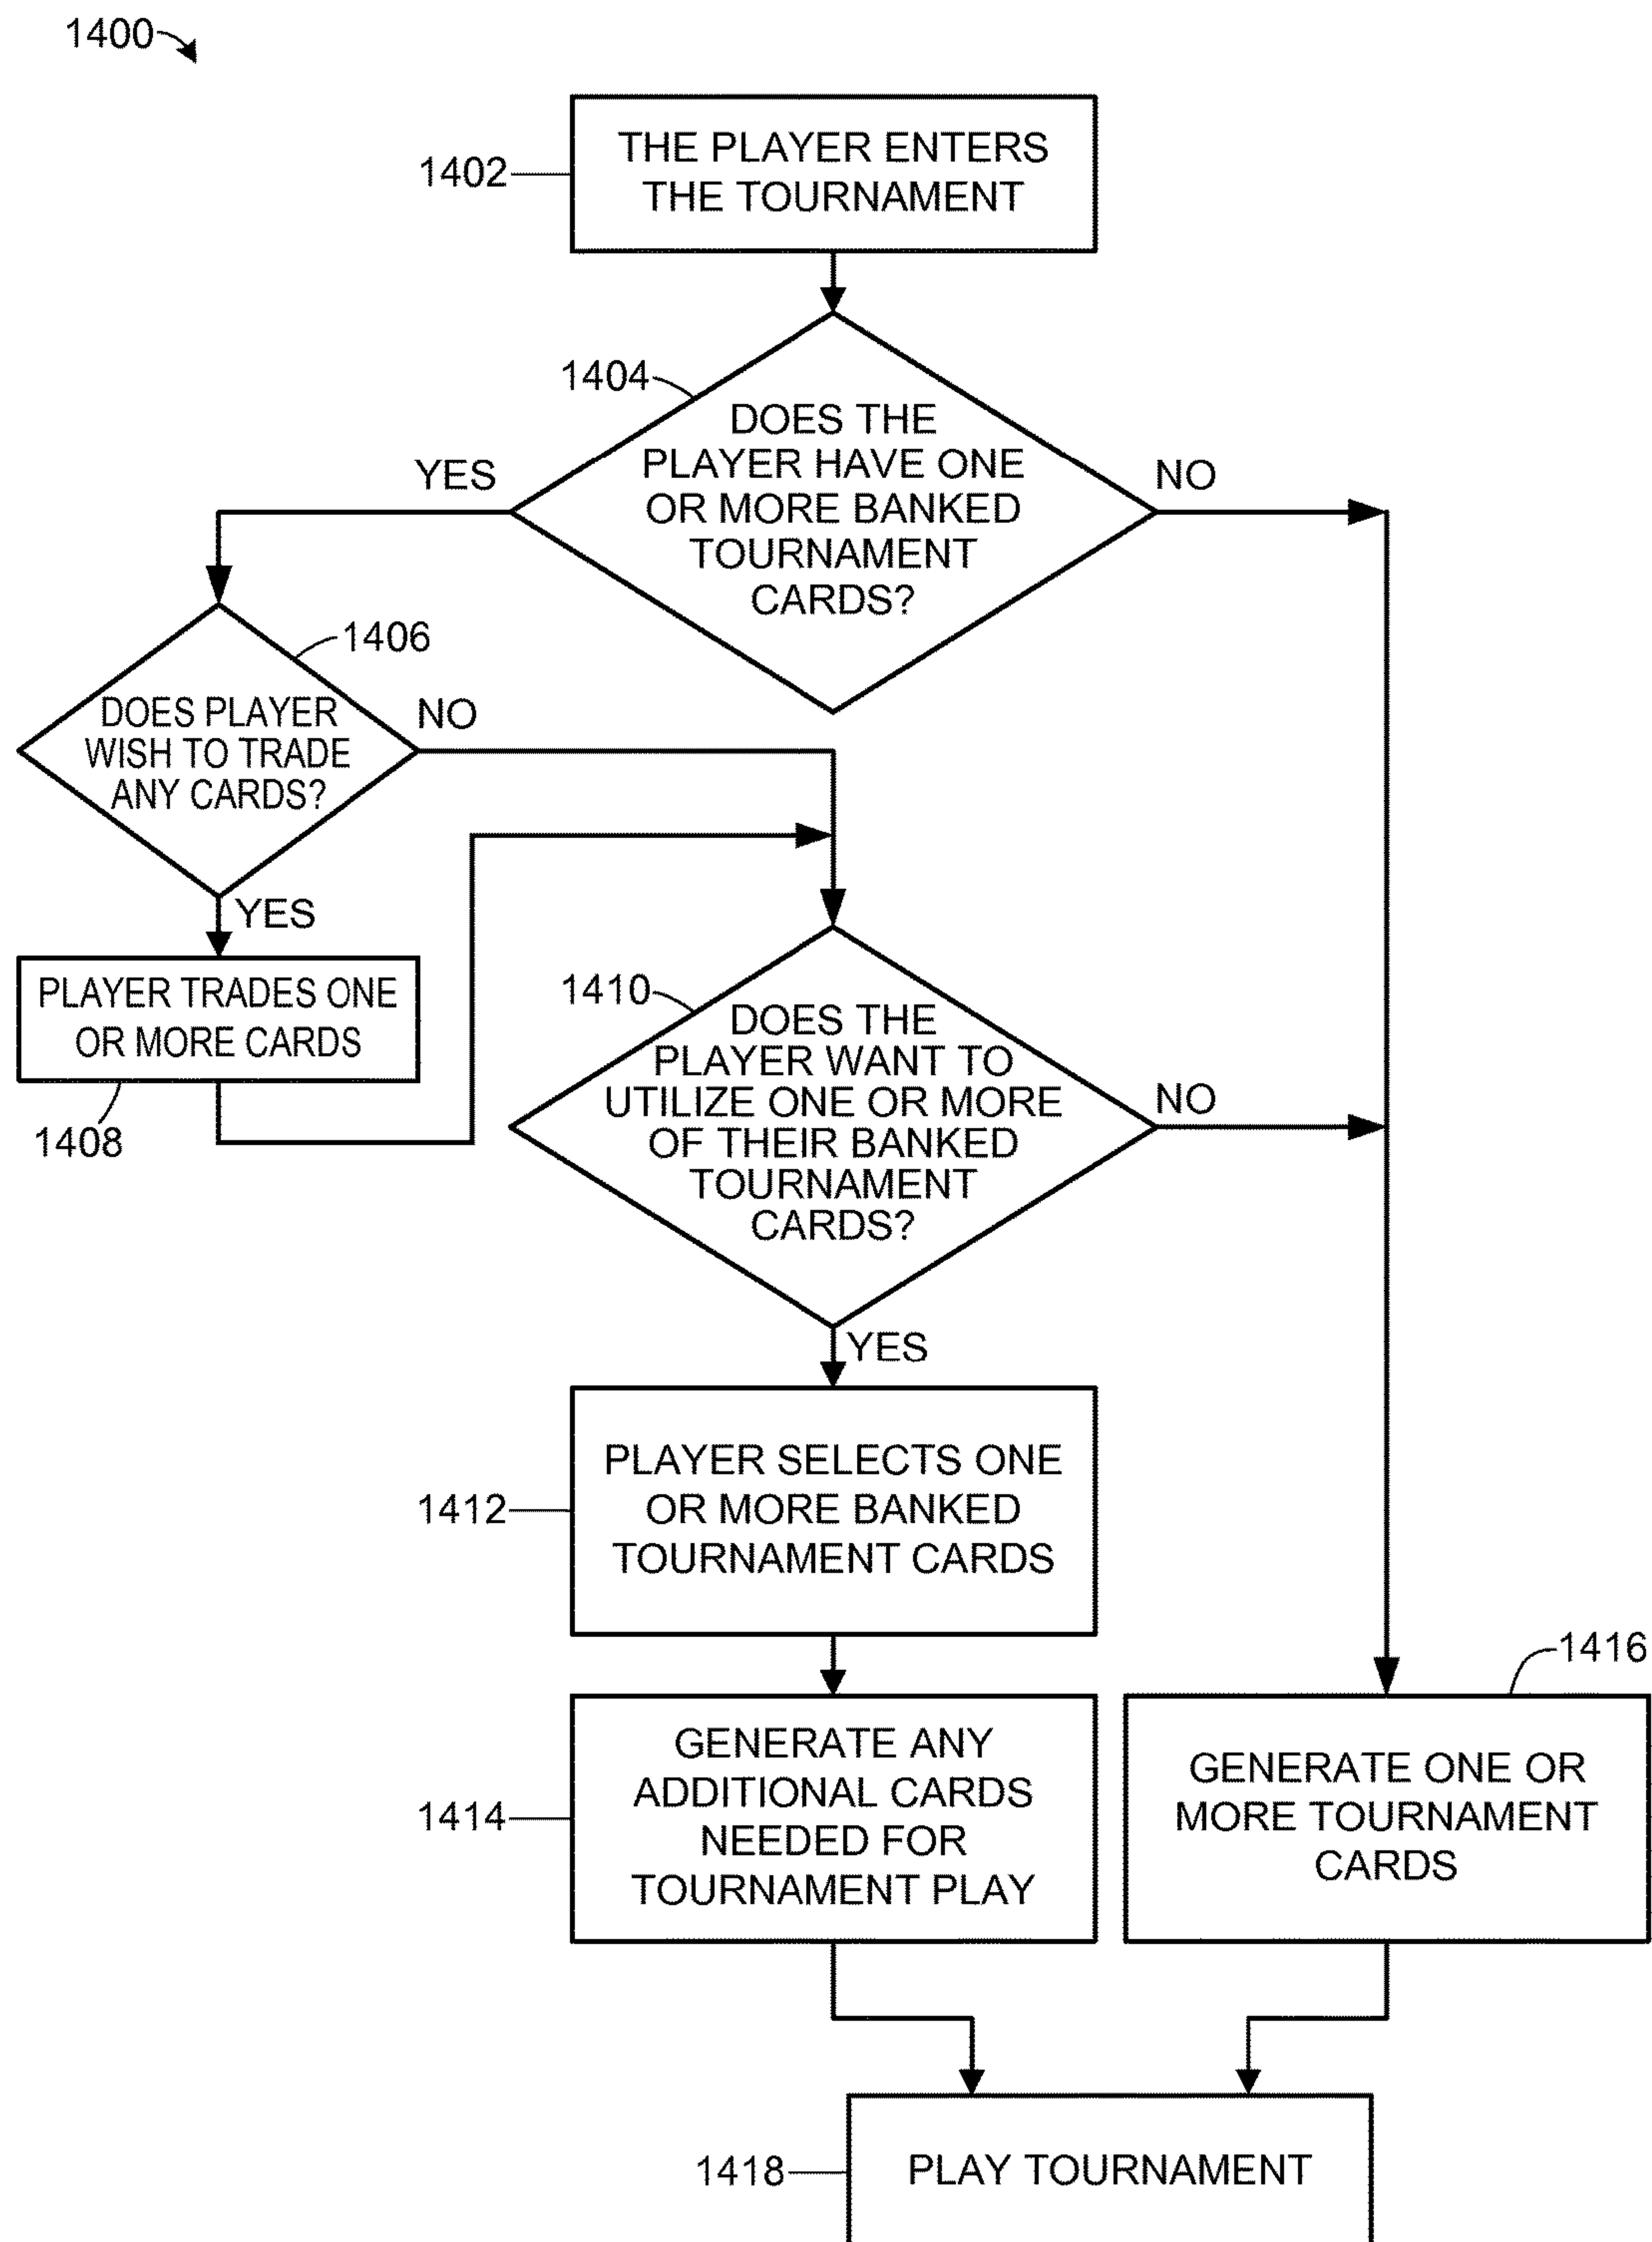 1400
THE PLAYER ENTERS
THE TOURNAMENT
1402
1404
DOES THE
PLAYER HAVE ONE
OR MORE BANKED
TOURNAMENT
CARDS?
YES
NO
1406
DOES PLAYER
WISH TO TRADE
ANY CARDS?
NO
YES
PLAYER TRADES ONE
OR MORE CARDS
1408
1410
DOES THE
PLAYER WANT TO
UTILIZE ONE OR MORE
OF THEIR BANKED
TOURNAMENT
CARDS?
NO
YES
PLAYER SELECTS ONE
OR MORE BANKED
TOURNAMENT CARDS
1412
GENERATE ANY
ADDITIONAL CARDS
NEEDED FOR
TOURNAMENT PLAY
1414
1416
GENERATE ONE OR
MORE TOURNAMENT
CARDS
1418
PLAY TOURNAMENT